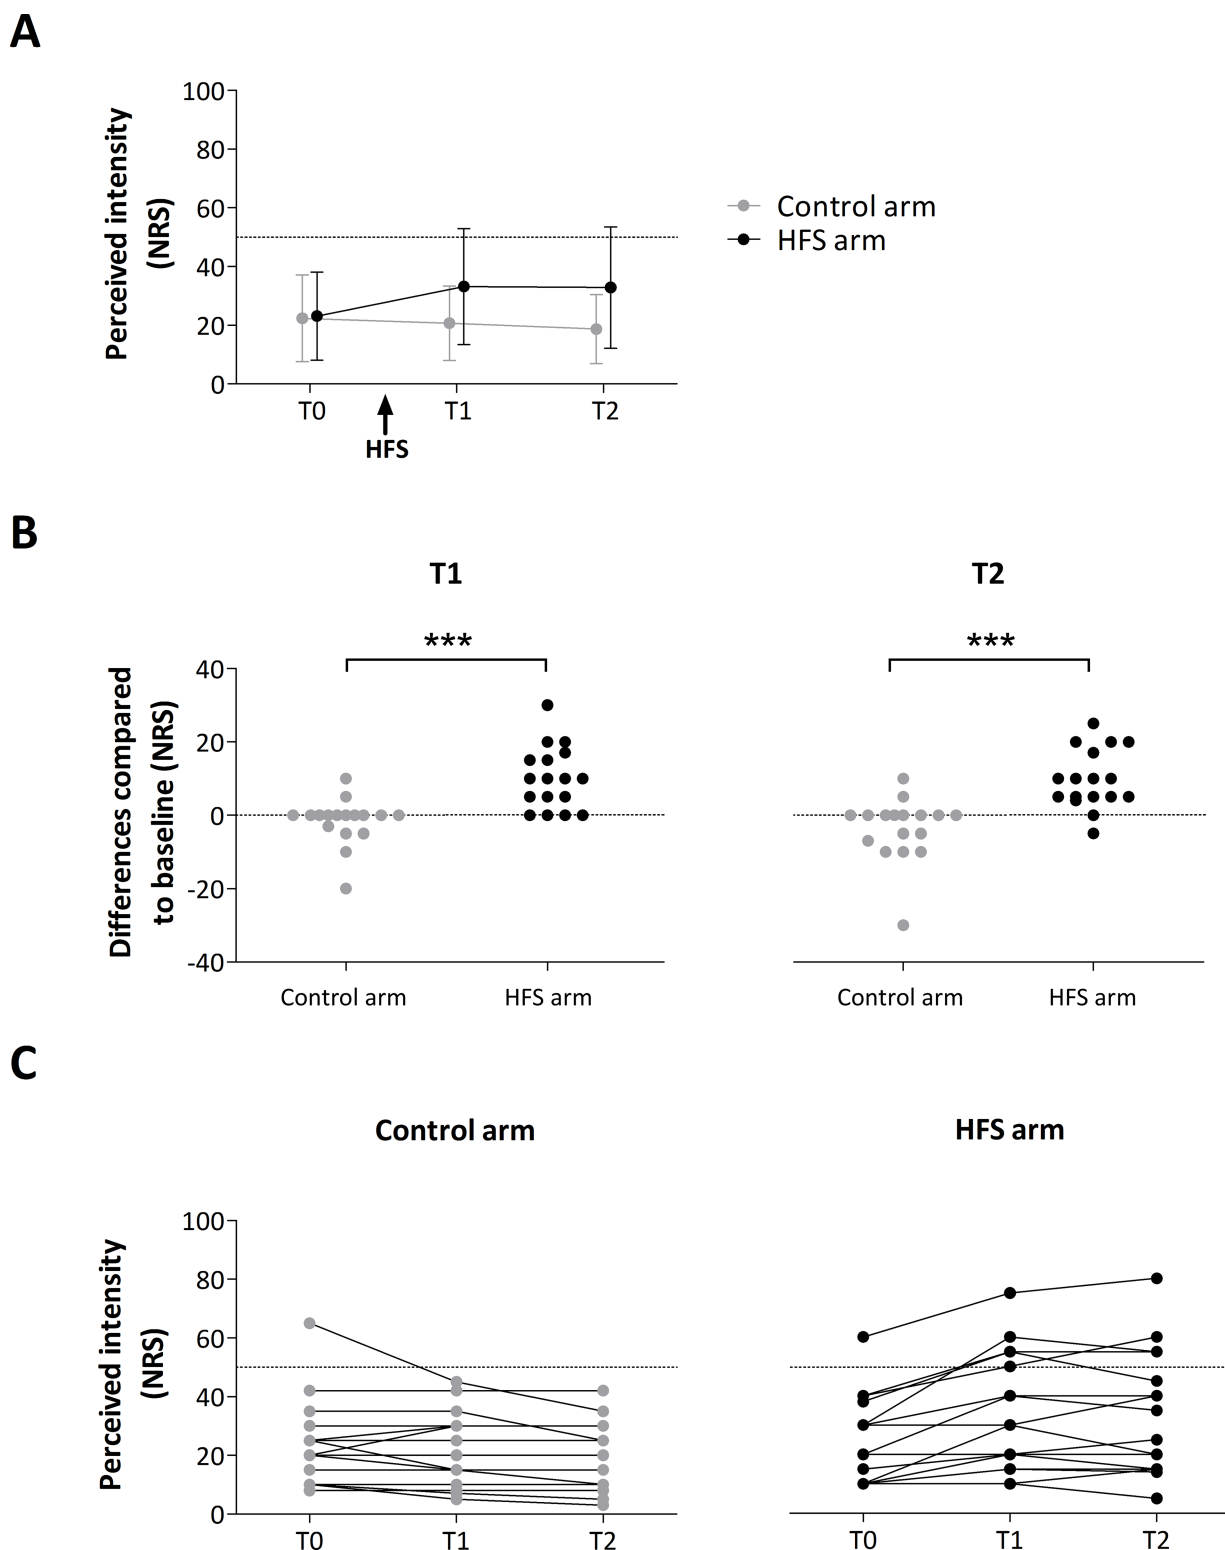 A
Perceived intensity
(NRS)
100
80
60
40
20
0
T0
T1
T2
HFS
Control arm
HFS arm
B
T1
T2
***
***
Differences compared
to baseline (NRS)
40
20
0
-20
-40
Control arm
HFS arm
Control arm
HFS arm
C
Control arm
HFS arm
Perceived intensity
(NRS)
100
80
60
40
20
0
T0
T1
T2
T0
T1
T2